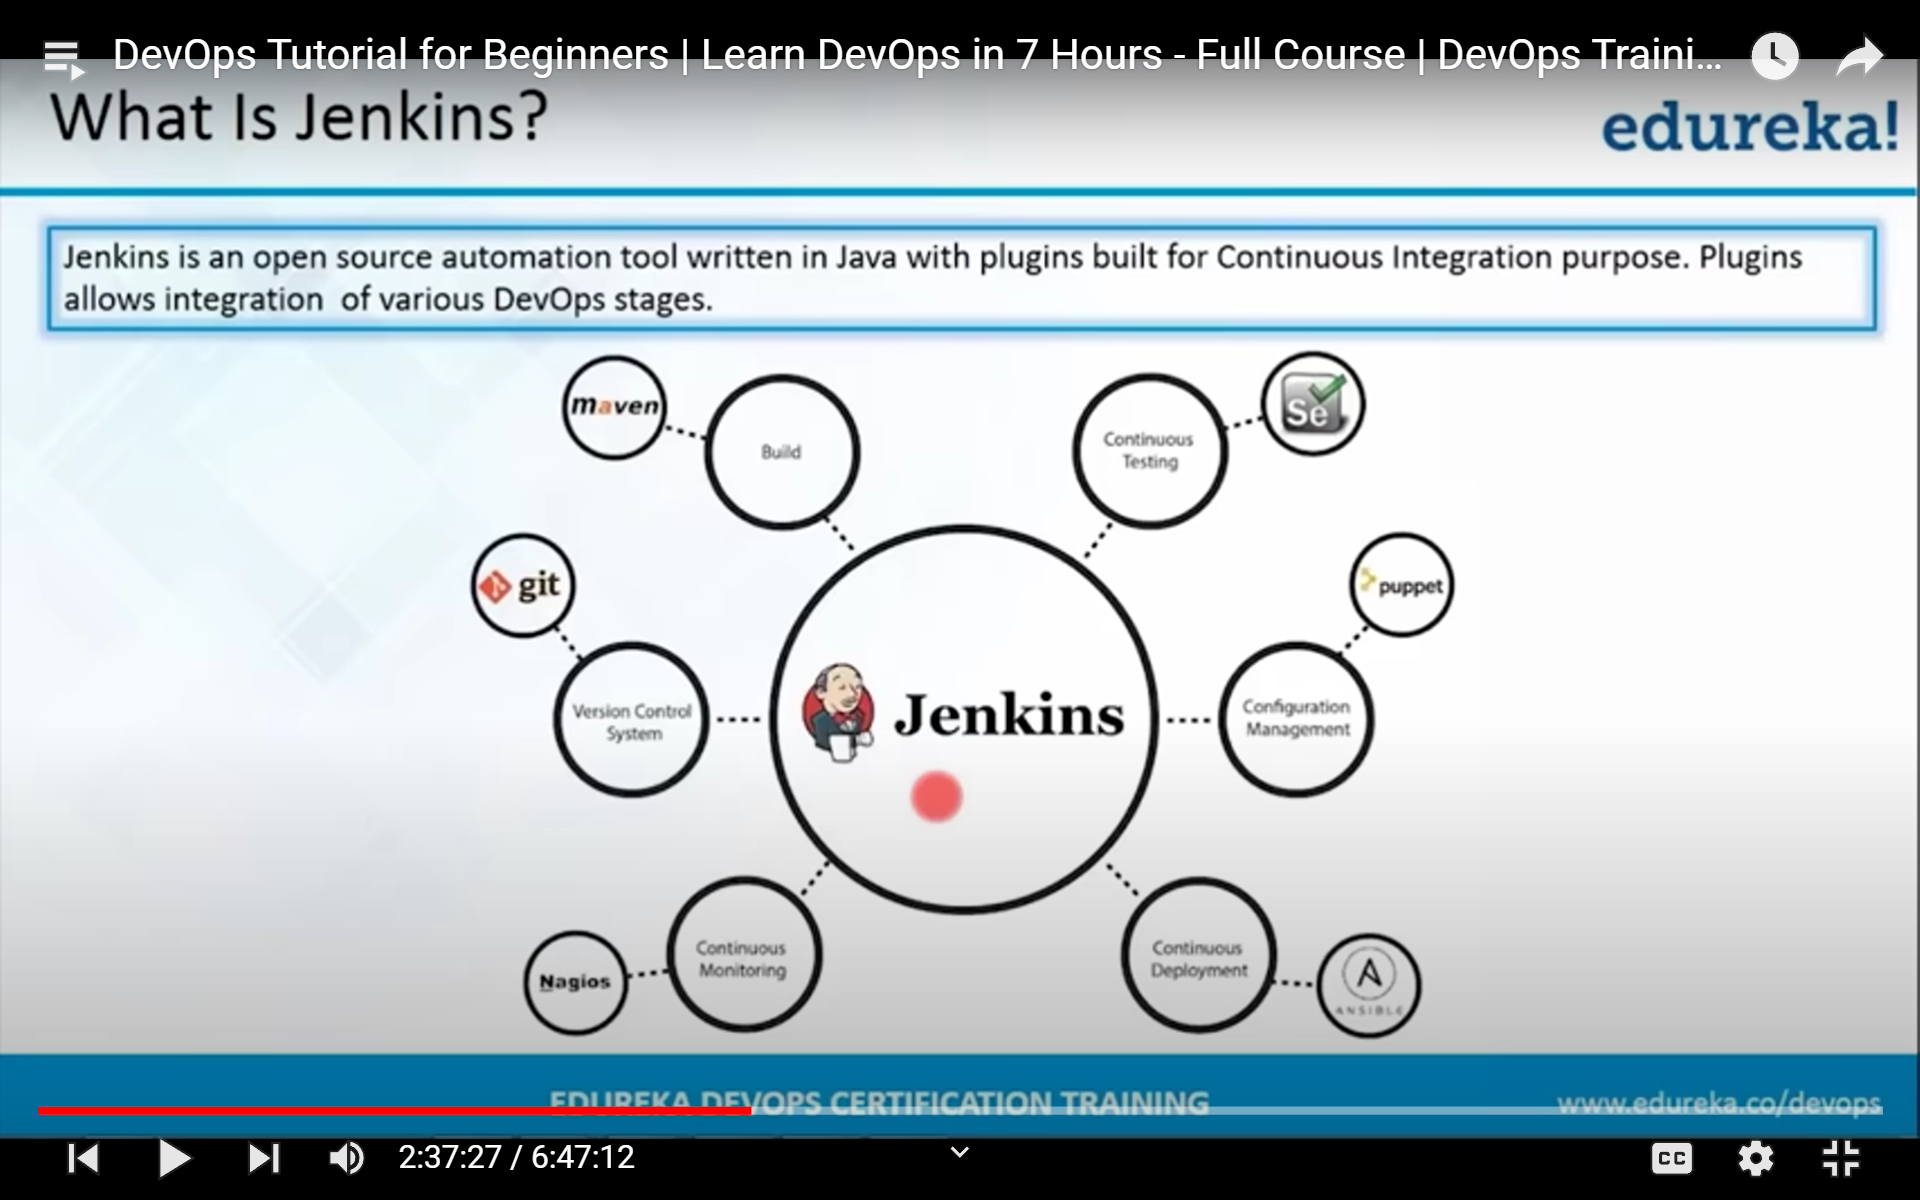 DevOps Tutorial for Beginners | Learn DevOps in 7 Hours - Full Course | DevOps Traini...
What Is Jenkins?
edureka!
Jenkins is an open source automation tool written in Java with plugins built for Continuous Integration purpose. Plugins
allows integration of various DevOps stages.
maven
Build
Continuous
Testing
Se
git
puppet
Version Control
System
Jenkins
Configuration
Management
Nagios
Continuous
Monitoring
Continuous
Deployment
ANSIBLE
EDUREKA DEVOPS CERTIFICATION TRAINING
www.edureka.co/devops
2:37:27 / 6:47:12
CC